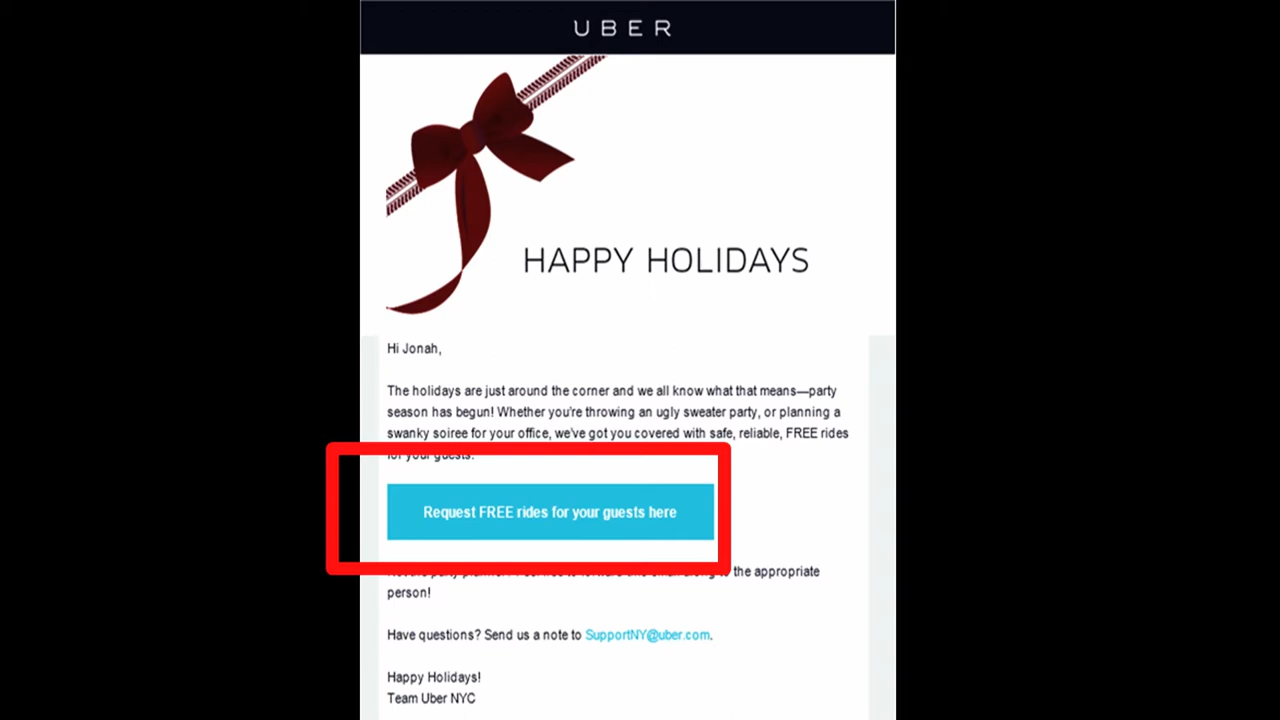 UBER
HAPPY HOLIDAYS
Hi Jonah,
The holidays are just around the corner and we all know what that means—party
season has begun! Whether you're throwing an ugly sweater party, or planning a
swanky soiree for your office, we've got you covered with safe, reliable, FREE rides
for your guests.
Request FREE rides for your guests here
the appropriate
person!
Have questions? Send us a note to SupportNY@uber.com.
Happy Holidays!
Team Uber NYC